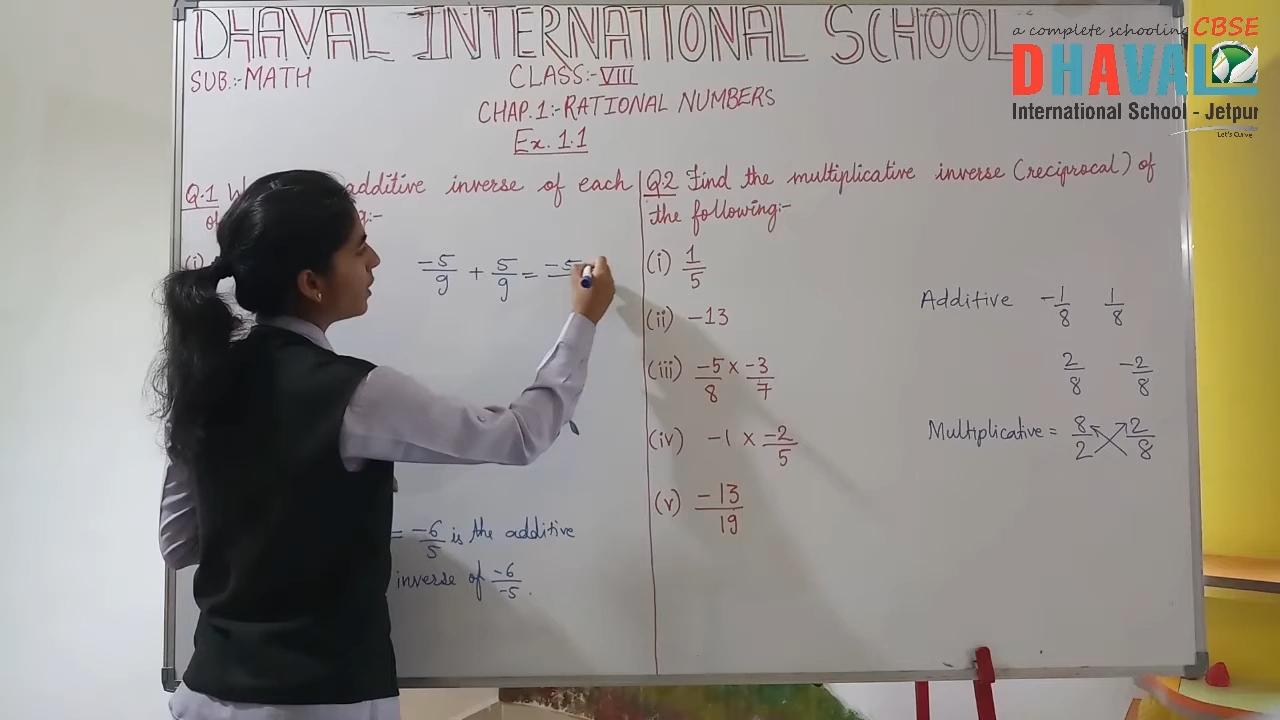 DHAVAL INTERNATIONAL SCHOOL
a complete schooling CBSE
DHAVAL
International School - Jetpur
Let's Curve
SUB.:- MATH
CLASS:- VIII
CHAP.1:- RATIONAL NUMBERS
Ex. 1.1
Q.1 additive inverse of each
of :-
(i)
-5/9 + 5/9 = -5
= -6/5 is the additive
inverse of -6/-5.
Q.2 Find the multiplicative inverse (reciprocal) of
the following:-
(i) 1/5
(ii) -13
(iii) -5/8 x -3/7
(iv) -1 x -2/5
(v) -13/19
Additive -1/8 1/8
2/8 -2/8
Multiplicative = 8/2 2/8